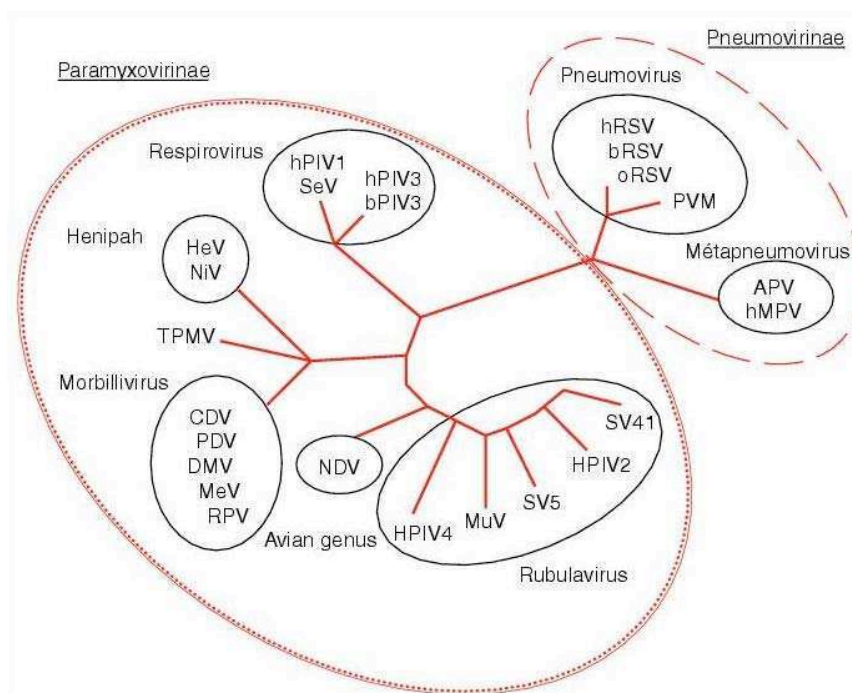 Pneumovirinae
Paramyxovirinae
Pneumovirus
hRSV
bRSV
oRSV
PVM
Métapneumovirus
APV
hMPV
Respirovirus
hPIV1
SeV
hPIV3
bPIV3
Henipah
HeV
NiV
TPMV
Morbillivirus
CDV
PDV
DMV
MeV
RPV
NDV
Avian genus
HPIV4
MuV
SV5
HPIV2
SV41
Rubulavirus